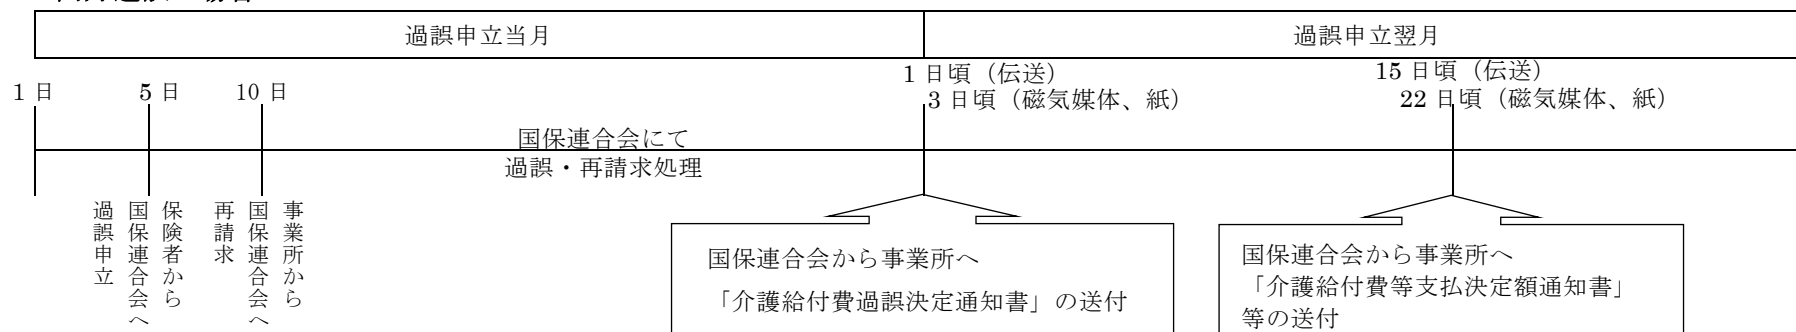 過誤申立当月
過誤申立翌月
1 日
5 日
10 日
1 日頃（伝送）
3 日頃（磁気媒体、紙）
15 日頃（伝送）
22 日頃（磁気媒体、紙）
国保連合会にて
過誤・再請求処理
保険者から
国保連合会へ
過誤申立
事業所から
国保連合会へ
再請求
国保連合会から事業所へ
「介護給付費過誤決定通知書」の送付
国保連合会から事業所へ
「介護給付費等支払決定額通知書」
等の送付